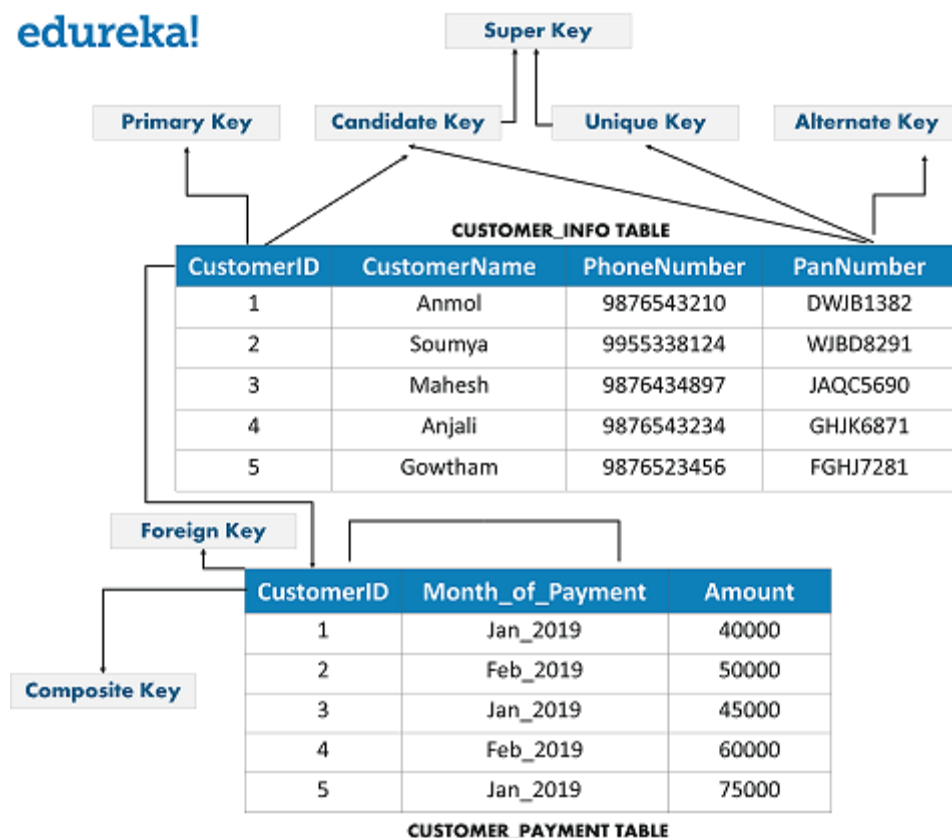 edureka!
Super Key
Primary Key
Candidate Key
Unique Key
Alternate Key
CUSTOMER_INFO TABLE
CustomerID CustomerName PhoneNumber PanNumber
1 Anmol 9876543210 DWJB1382
2 Soumya 9955338124 WJBD8291
3 Mahesh 9876434897 JAQC5690
4 Anjali 9876543234 GHJK6871
5 Gowtham 9876523456 FGHJ7281
Foreign Key
CustomerID Month_of_Payment Amount
1 Jan_2019 40000
2 Feb_2019 50000
Composite Key
3 Jan_2019 45000
4 Feb_2019 60000
5 Jan_2019 75000
CUSTOMER_PAYMENT TABLE